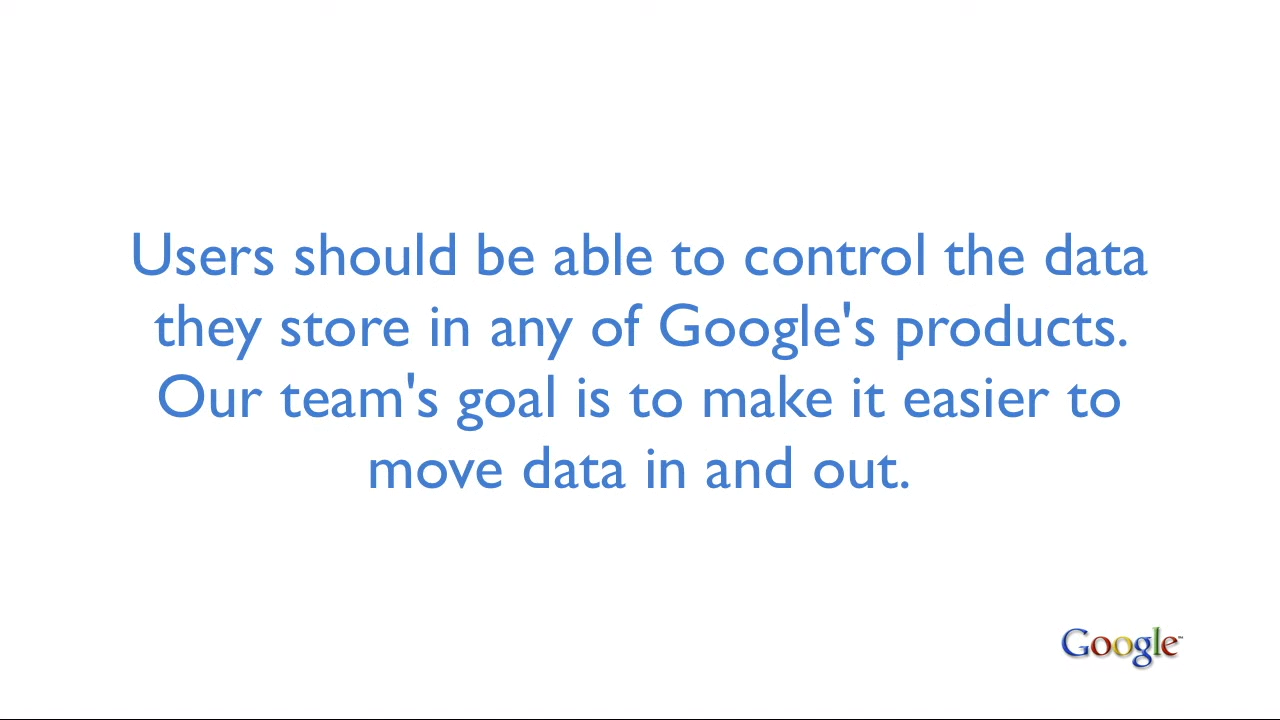 Users should be able to control the data
they store in any of Google's products.
Our team's goal is to make it easier to
move data in and out.
Google™